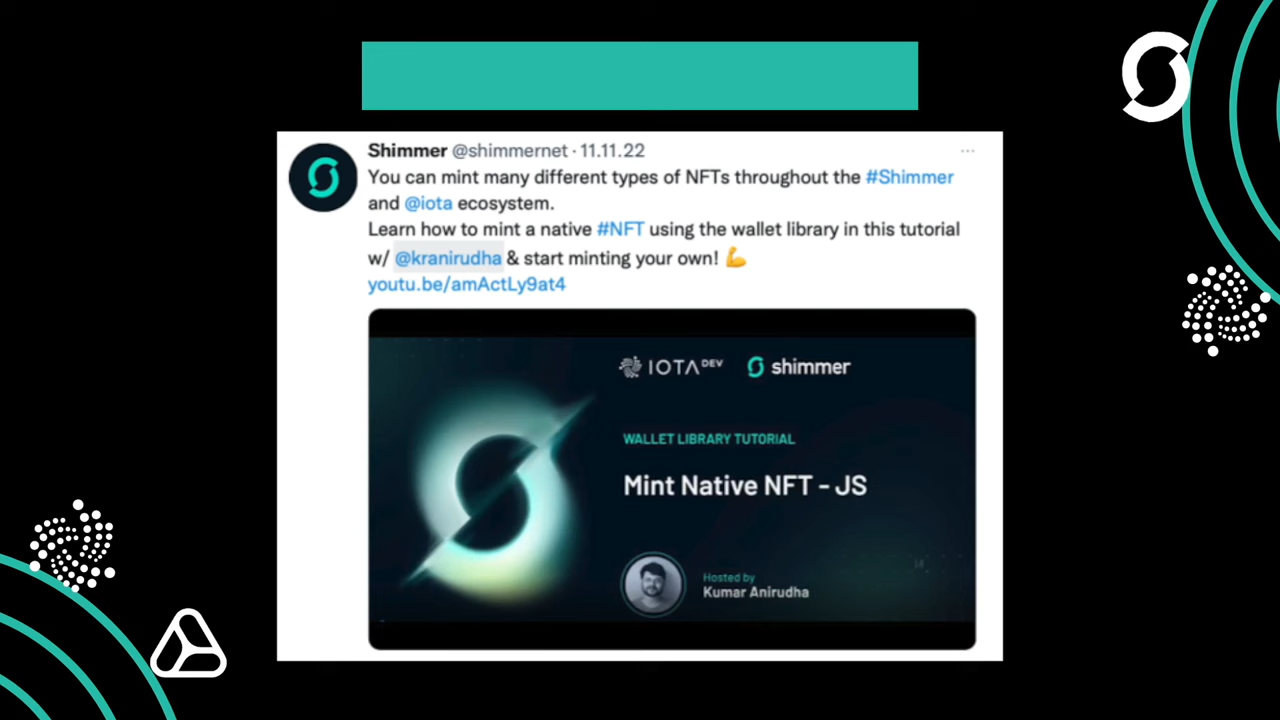 Shimmer @shimmernet · 11.11.22
You can mint many different types of NFTs throughout the #Shimmer
and @iota ecosystem.
Learn how to mint a native #NFT using the wallet library in this tutorial
w/ @kranirudha & start minting your own! 💪
youtu.be/amActLy9at4
IOTA DEV shimmer
WALLET LIBRARY TUTORIAL
Mint Native NFT - JS
Hosted by
Kumar Anirudha